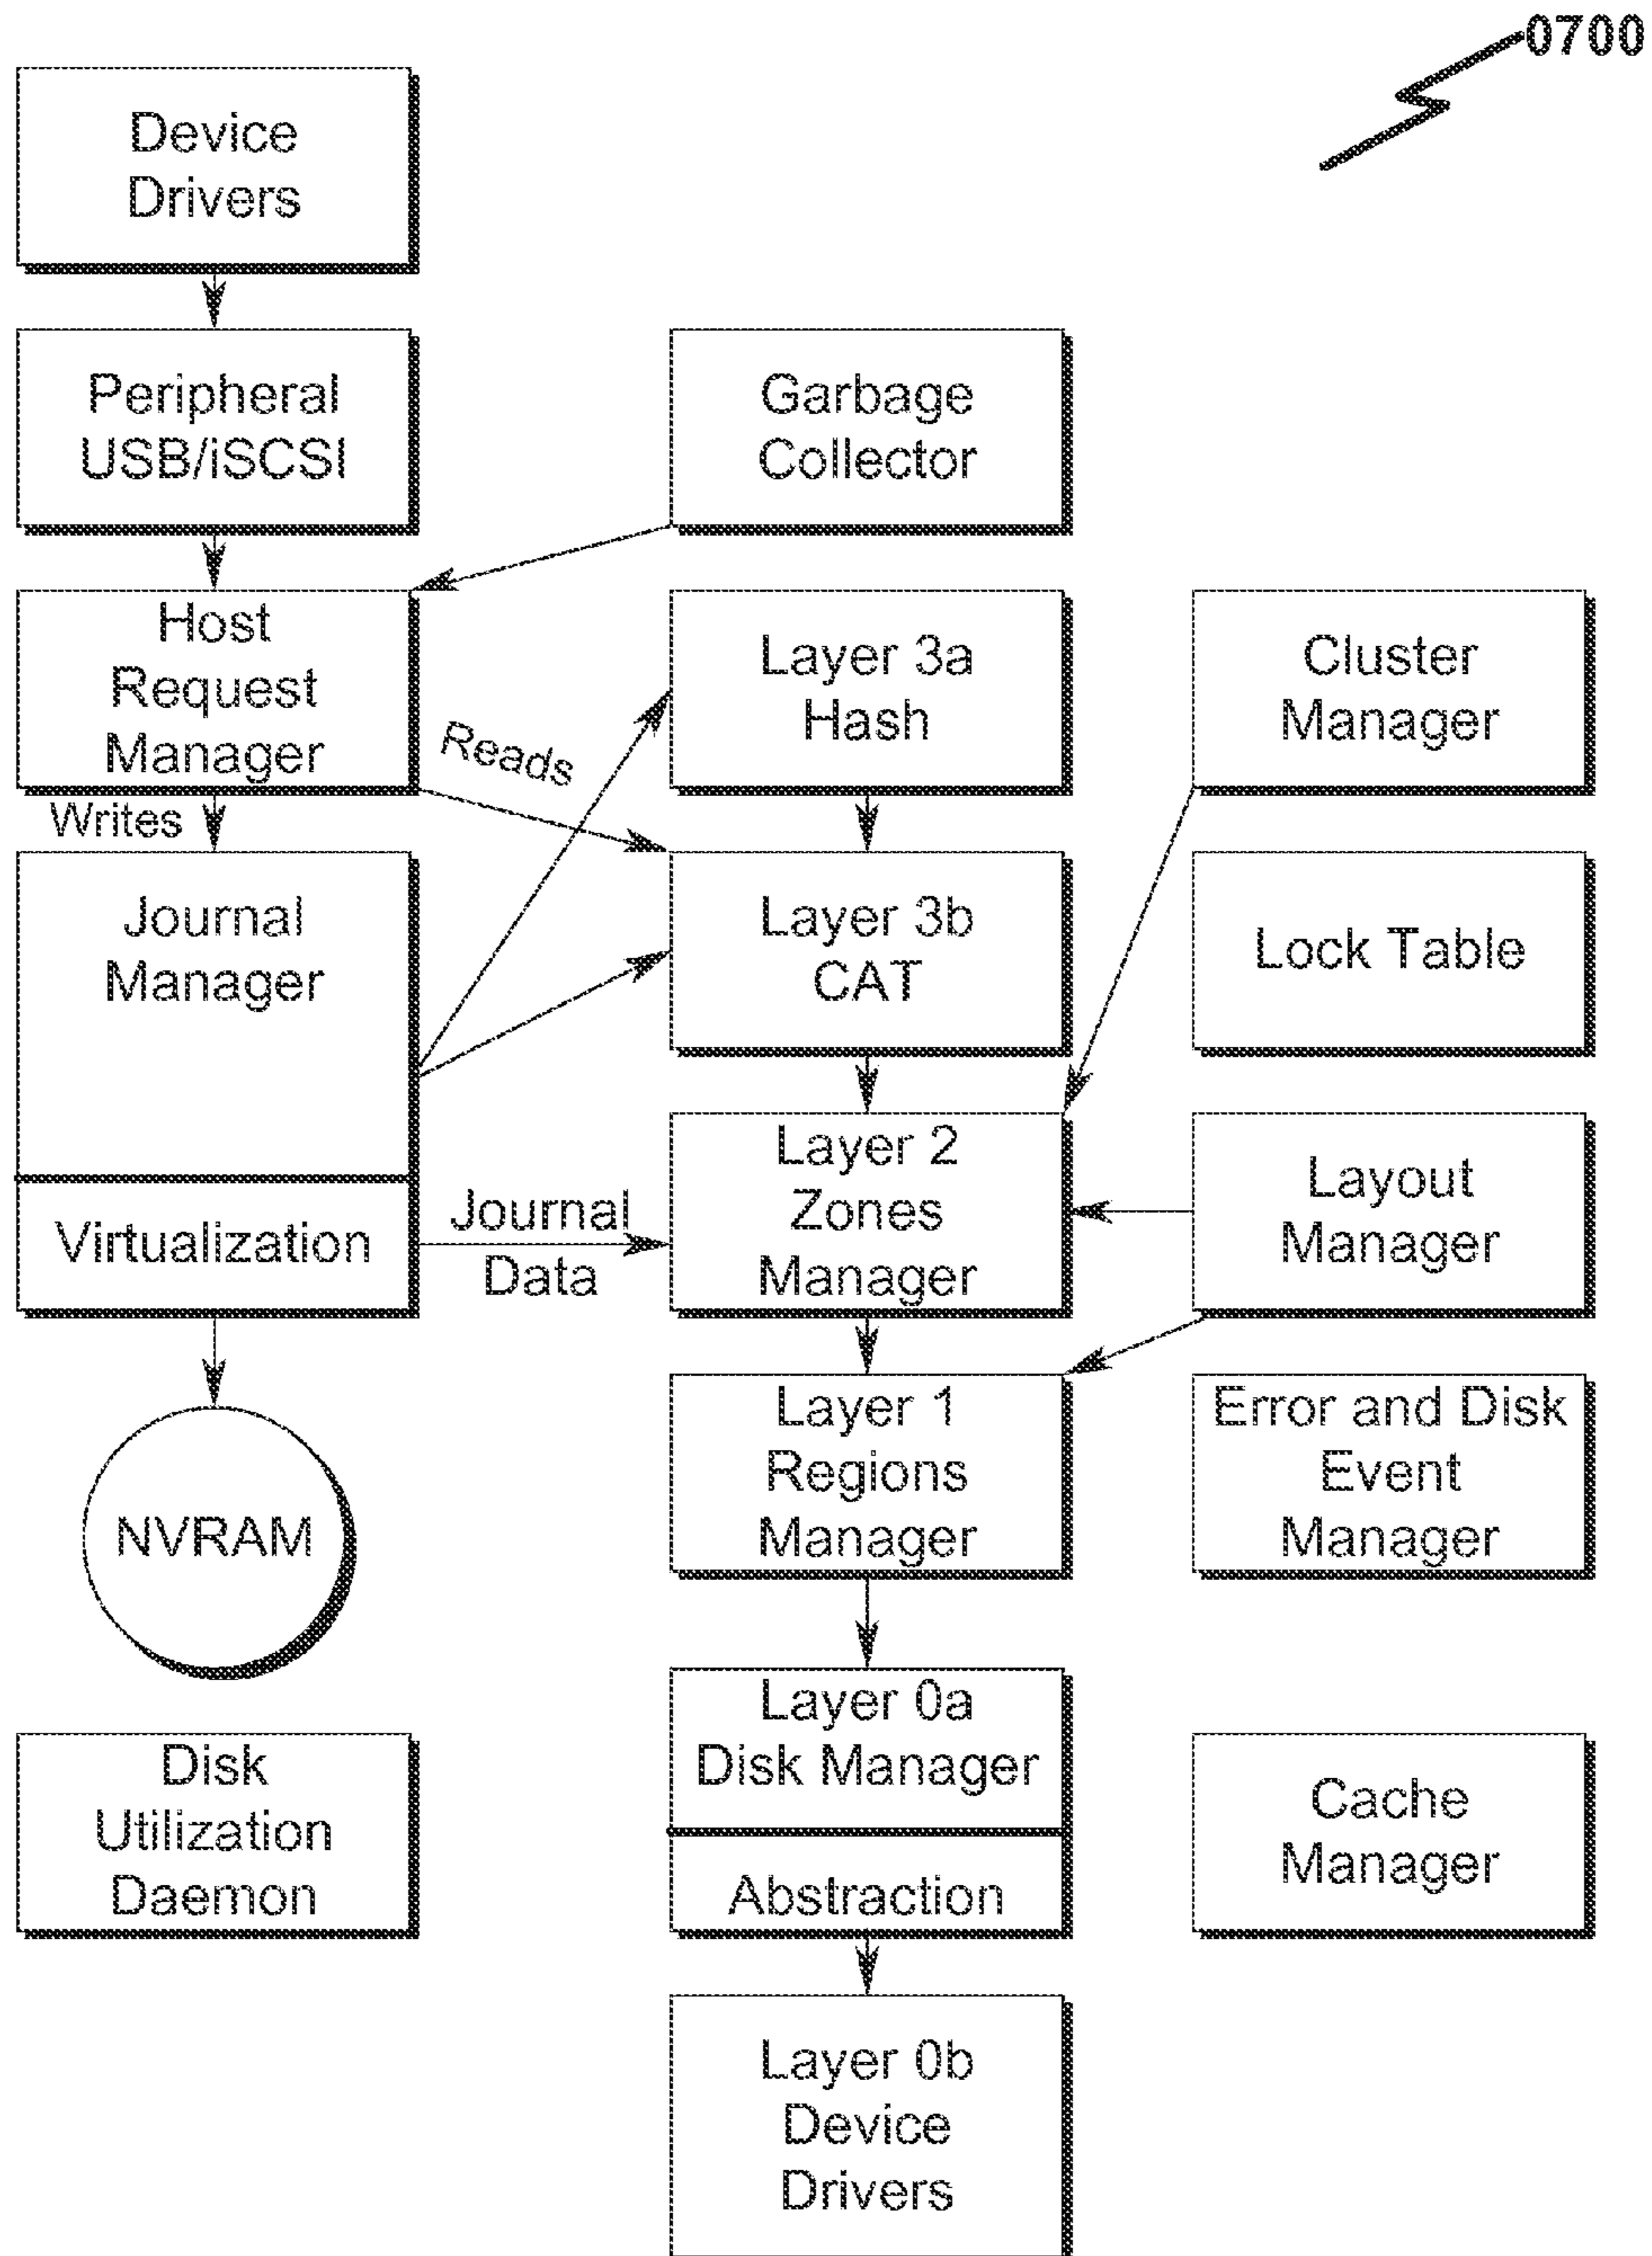 0700
Device
Drivers
Peripheral
USB/iSCSI
Garbage
Collector
Host
Request
Manager
Layer 3a
Hash
Cluster
Manager
Reads
Writes
Journal
Manager
Layer 3b
CAT
Lock Table
Virtualization
Journal
Data
Layer 2
Zones
Manager
Layout
Manager
NVRAM
Layer 1
Regions
Manager
Error and Disk
Event
Manager
Disk
Utilization
Daemon
Layer 0a
Disk Manager
Abstraction
Cache
Manager
Layer 0b
Device
Drivers